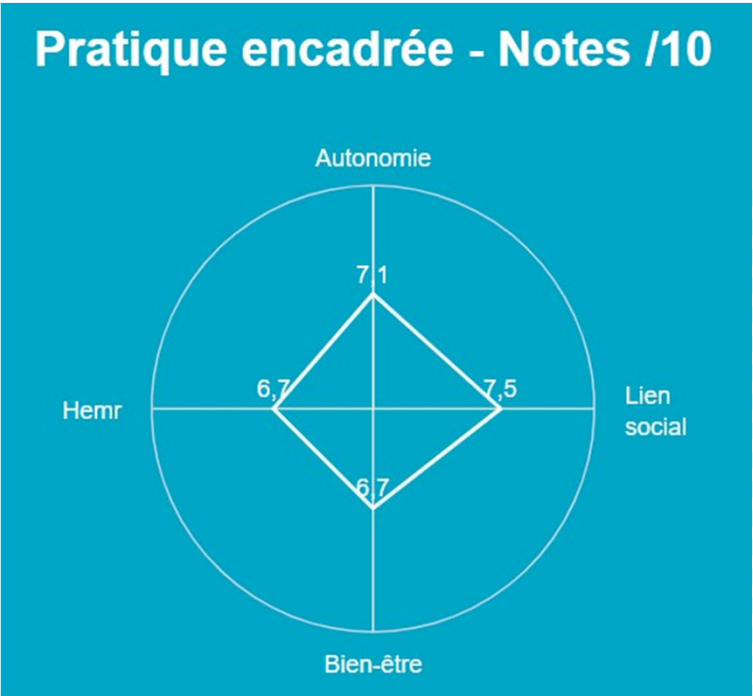 Pratique encadrée - Notes /10
Autonomie
7,1
6,7
7,5
Hemr
Lien
social
6,7
Bien-être